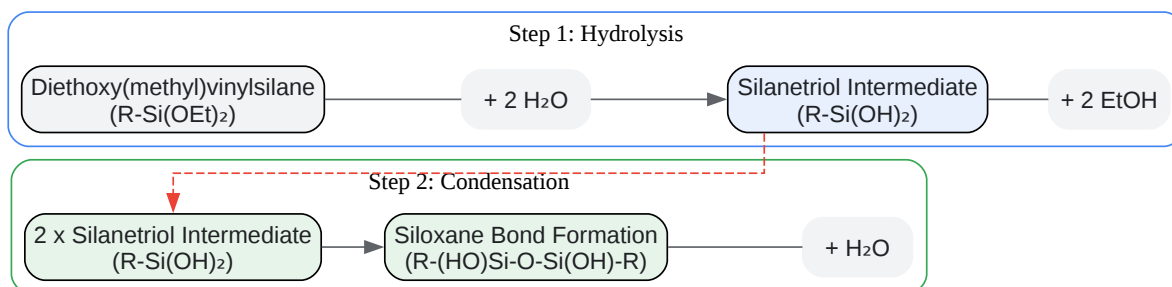 Step 1: Hydrolysis
Diethoxy(methyl)vinylsilane
(R-Si(OEt)₂)
+ 2 H₂O
Silanetriol Intermediate
(R-Si(OH)₂)
+ 2 EtOH
Step 2: Condensation
2 x Silanetriol Intermediate
(R-Si(OH)₂)
Siloxane Bond Formation
(R-(HO)Si-O-Si(OH)-R)
+ H₂O